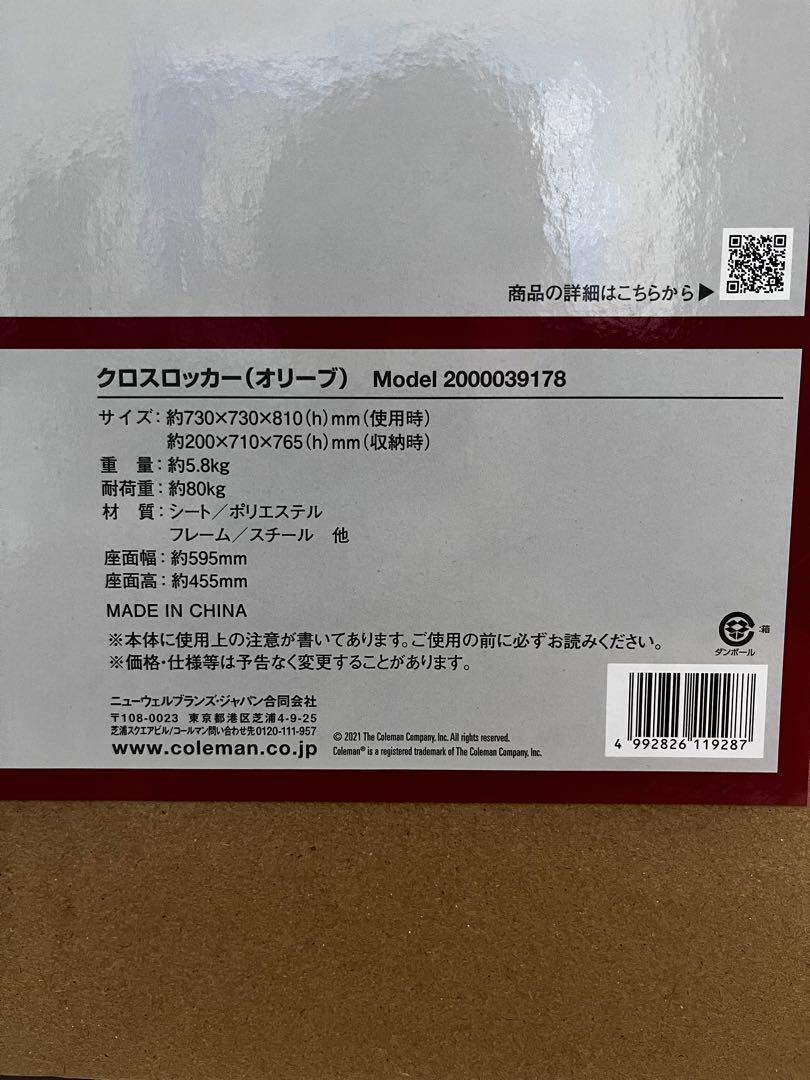 商品の詳細はこちらから▶
クロスロッカー(オリーブ) Model 2000039178
サイズ：約730×730×810(h)mm(使用時)
約200×710×765(h)mm(収納時)
重　量：約5.8kg
耐荷重：約80kg
材　質：シート／ポリエステル
フレーム／スチール　他
座面幅：約595mm
座面高：約455mm
MADE IN CHINA
※本体に使用上の注意が書いてあります。ご使用の前に必ずお読みください。
※価格・仕様等は予告なく変更することがあります。
:箱
ダンボール
ニューウェルブランズ・ジャパン合同会社
〒108-0023 東京都港区芝浦4-9-25
芝浦スクエアビル/コールマン問い合わせ先0120-111-957
www.coleman.co.jp
© 2021 The Coleman Company, Inc. All rights reserved.
Coleman® is a registered trademark of The Coleman Company, Inc.
4 992826 119287